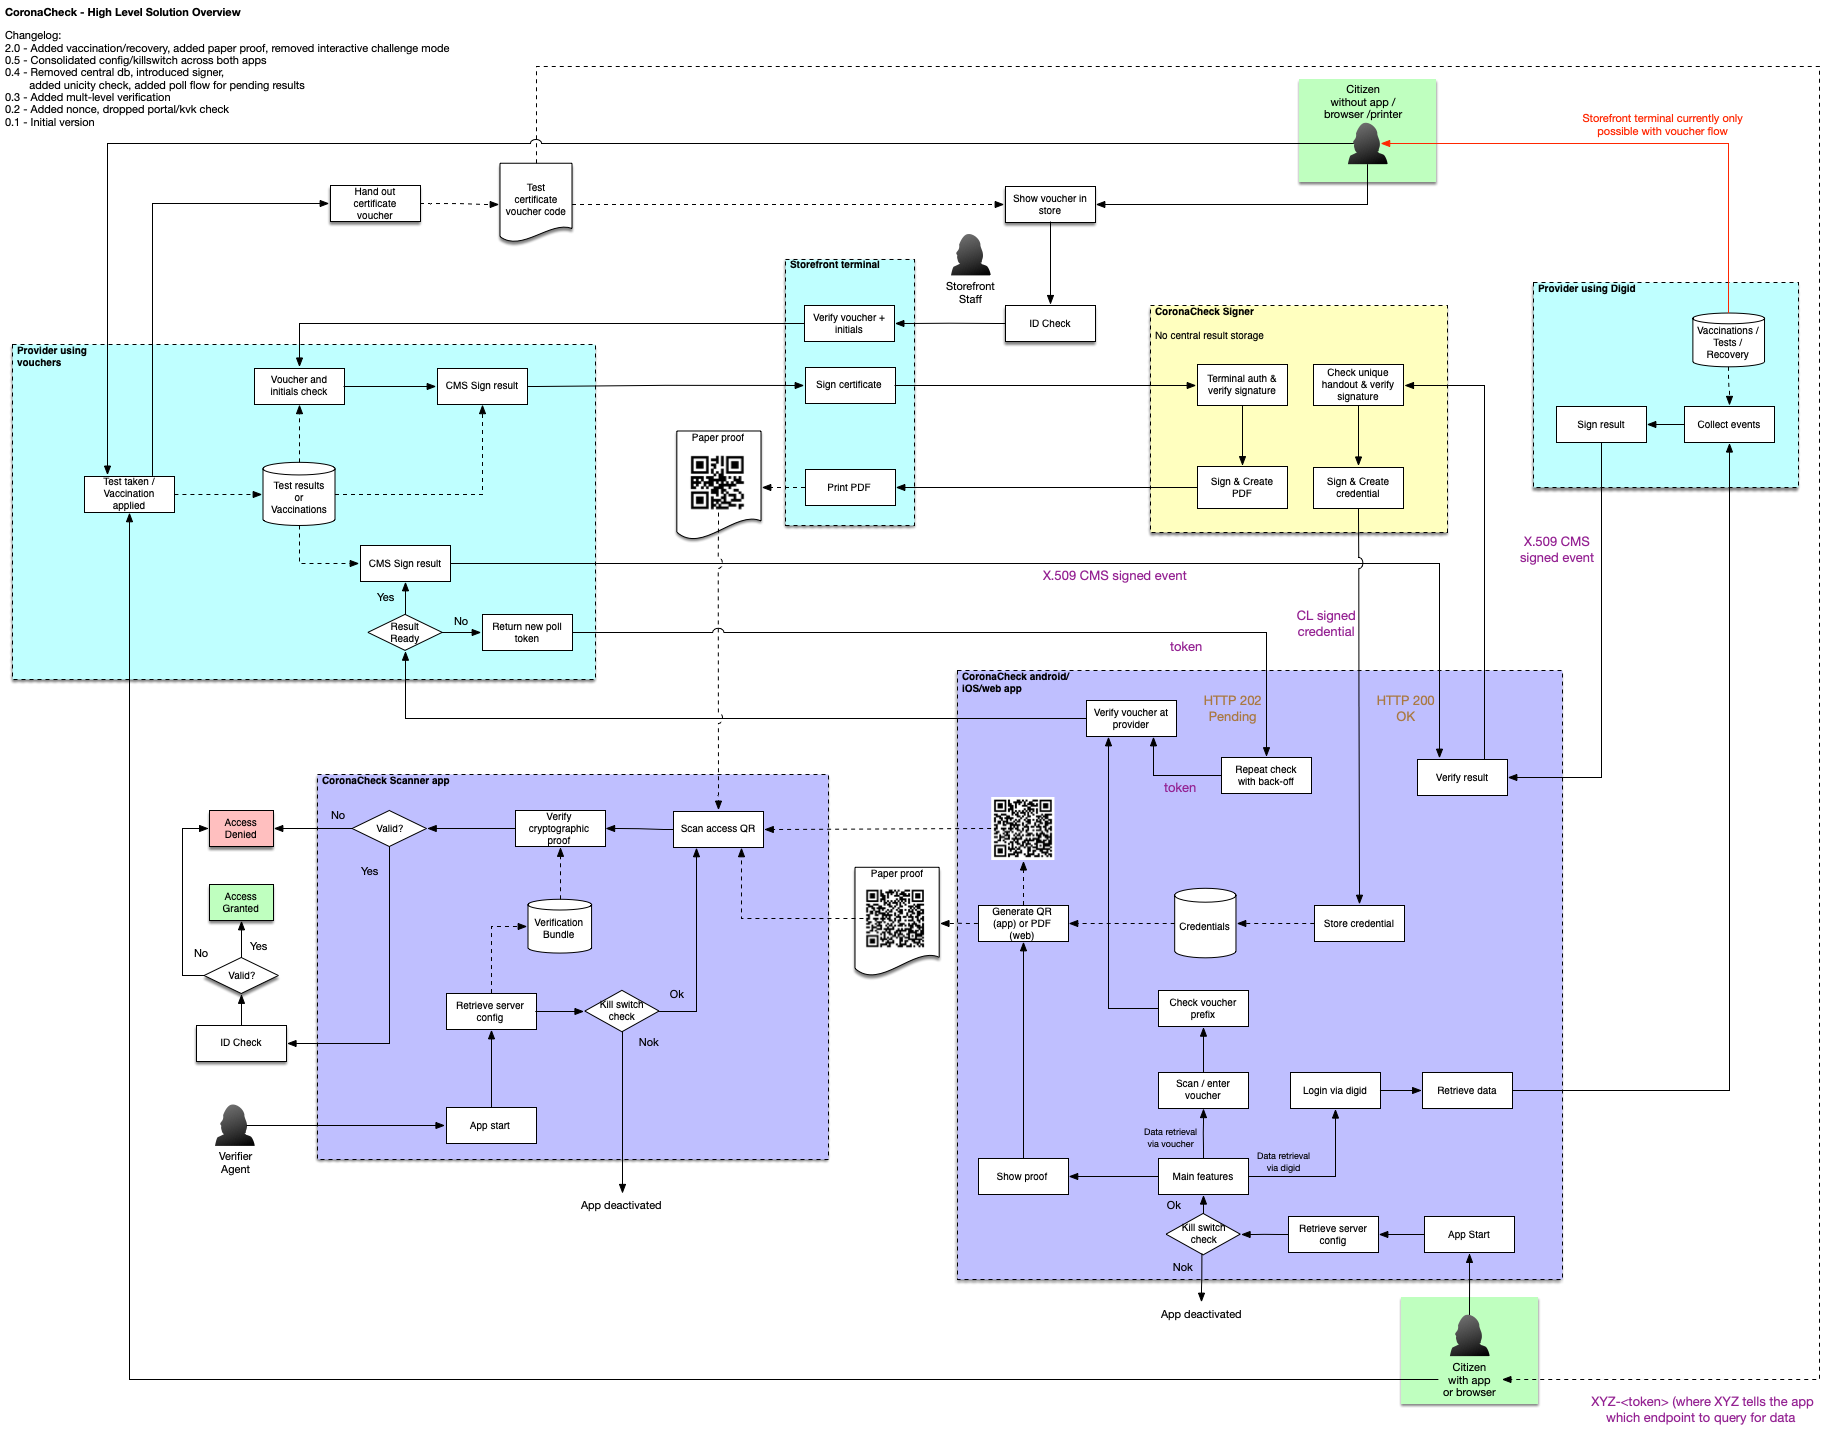 CoronaCheck - High Level Solution Overview
Changelog:
2.0 - Added vaccination/recovery, added paper proof, removed interactive challenge mode
0.5 - Consolidated config/killswitch across both apps
0.4 - Removed central db, introduced signer,
added unicity check, added poll flow for pending results
0.3 - Added mult-level verification
0.2 - Added nonce, dropped portal/kvk check
0.1 - Initial version
Citizen
without app /
browser /printer
Storefront terminal currently only
possible with voucher flow
Hand out
certificate
voucher
Test
certificate
voucher code
Show voucher in
store
Storefront
Staff
Storefront terminal
Verify voucher +
initials
ID Check
Sign certificate
Print PDF
CoronaCheck Signer
No central result storage
Terminal auth &
verify signature
Check unique
handout & verify
signature
Sign & Create
PDF
Sign & Create
credential
Provider using Digid
Vaccinations /
Tests /
Recovery
Sign result
Collect events
Provider using
vouchers
Voucher and
initials check
CMS Sign result
Test taken /
Vaccination
applied
Test results
or
Vaccinations
CMS Sign result
Yes
Result
Ready
No
Return new poll
token
Paper proof
X.509 CMS signed event
X.509 CMS
signed event
CL signed
credential
token
CoronaCheck android/
iOS/web app
Verify voucher at
provider
HTTP 202
Pending
HTTP 200
OK
Repeat check
with back-off
token
Verify result
Paper proof
Generate QR
(app) or PDF
(web)
Credentials
Store credential
Check voucher
prefix
Scan / enter
voucher
Login via digid
Retrieve data
Data retrieval
via voucher
Data retrieval
via digid
Show proof
Main features
Ok
Kill switch
check
Retrieve server
config
App Start
Nok
App deactivated
CoronaCheck Scanner app
Access
Denied
No
Valid?
Verify
cryptographic
proof
Scan access QR
Yes
Access
Granted
Verification
Bundle
No
Yes
Valid?
Retrieve server
config
Kill switch
check
Ok
Nok
ID Check
App start
Verifier
Agent
App deactivated
Citizen
with app
or browser
XYZ-<token> (where XYZ tells the app
which endpoint to query for data